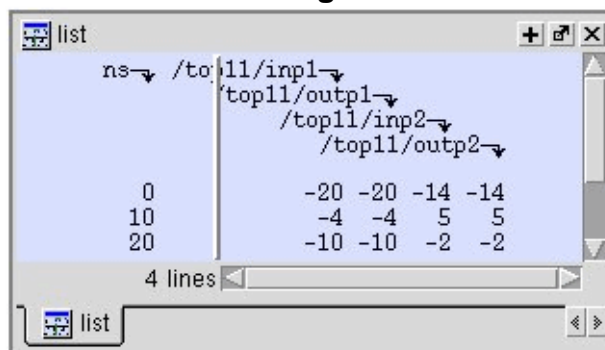 list
ns /top11/inp1
/top11/outp1
/top11/inp2
/top11/outp2
0 -20 -20 -14 -14
10 -4 -4 5 5
20 -10 -10 -2 -2
4 lines
list